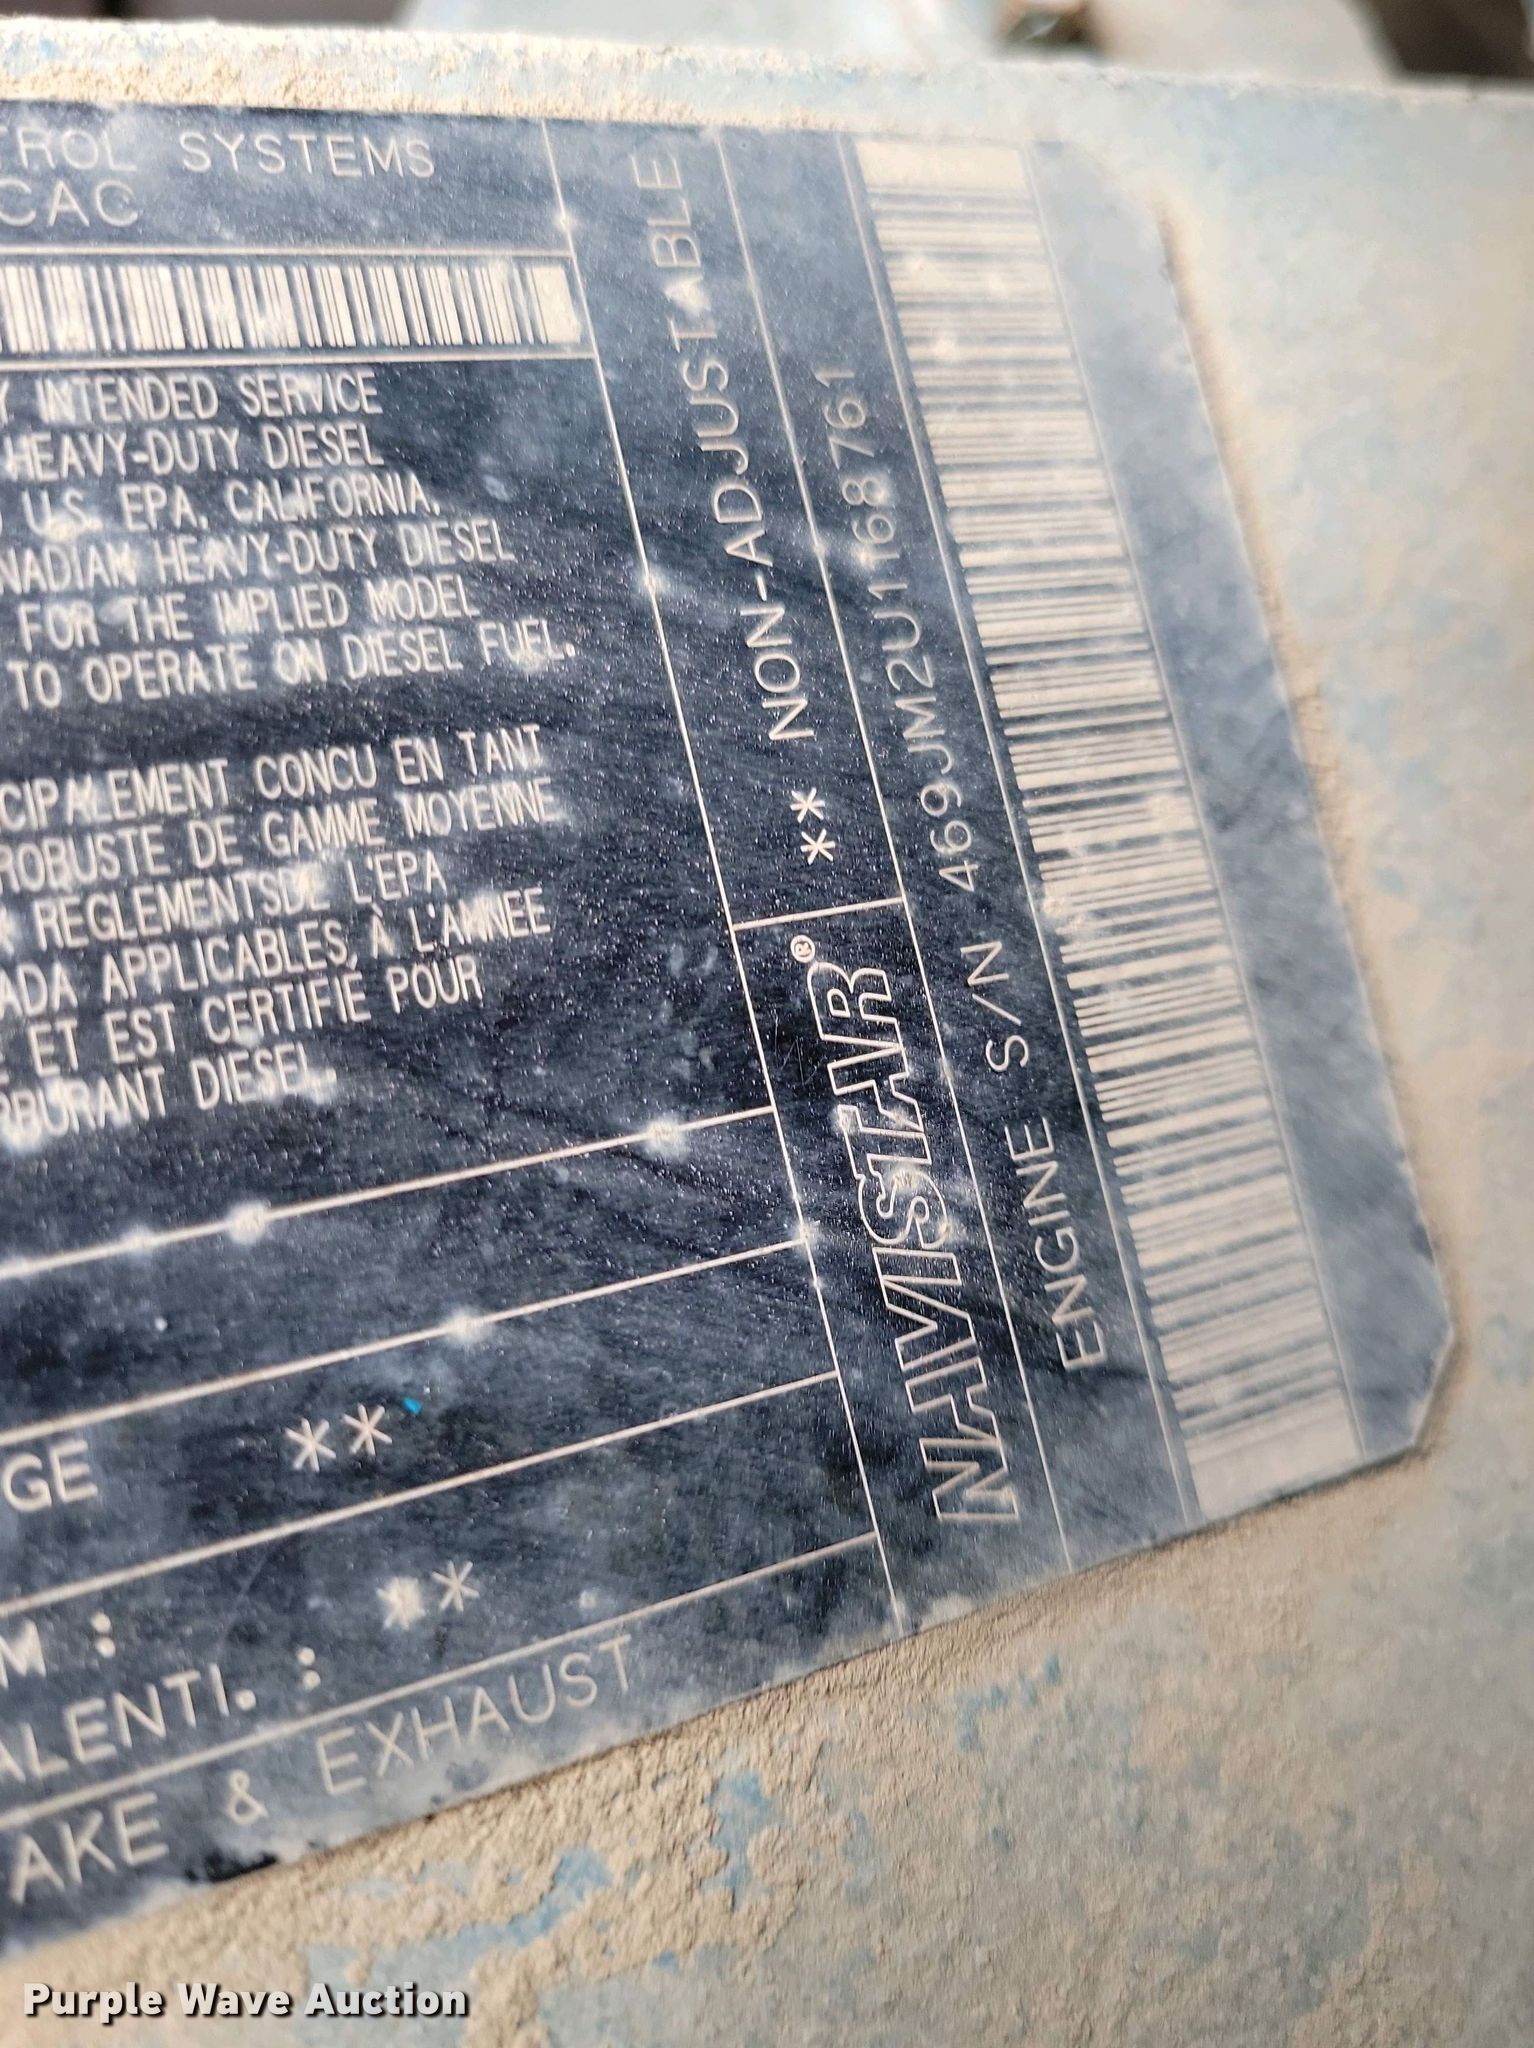 TROL SYSTEMS
CAC
Y INTENDED SERVICE
HEAVY-DUTY DIESEL
U.S. EPA, CALIFORNIA,
NADIAN HEAVY-DUTY DIESEL
FOR THE IMPLIED MODEL
TO OPERATE ON DIESEL FUEL.
CIPALEMENT CONCU EN TANT
ROBUSTE DE GAMME MOYENNE
REGLEMENTSDE L'EPA
ADA APPLICABLES, À L'ANNEE
E ET EST CERTIFIÉ POUR
RBURANT DIESEL.
GE **
M :
ALENTI. : **
AKE & EXHAUST
** NON-ADJUSTABLE
NAVISTAR®
ENGINE S/N 469JM2U1168761
Purple Wave Auction